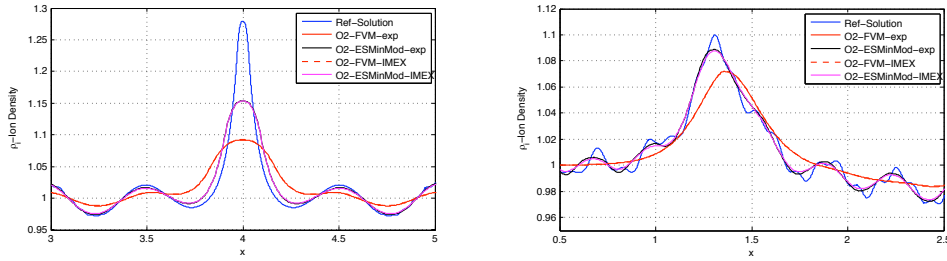 1.3
1.25
1.2
1.15
1.1
1.05
1
0.95
ρi−Ion Density
3
3.5
4
4.5
5
x
Ref−Solution
O2−FVM−exp
O2−ESMinMod−exp
O2−FVM−IMEX
O2−ESMinMod−IMEX
1.12
1.1
1.08
1.06
1.04
1.02
1
0.98
0.96
ρi−Ion Density
0.5
1
1.5
2
2.5
x
Ref−Solution
O2−FVM−exp
O2−ESMinMod−exp
O2−FVM−IMEX
O2−ESMinMod−IMEX